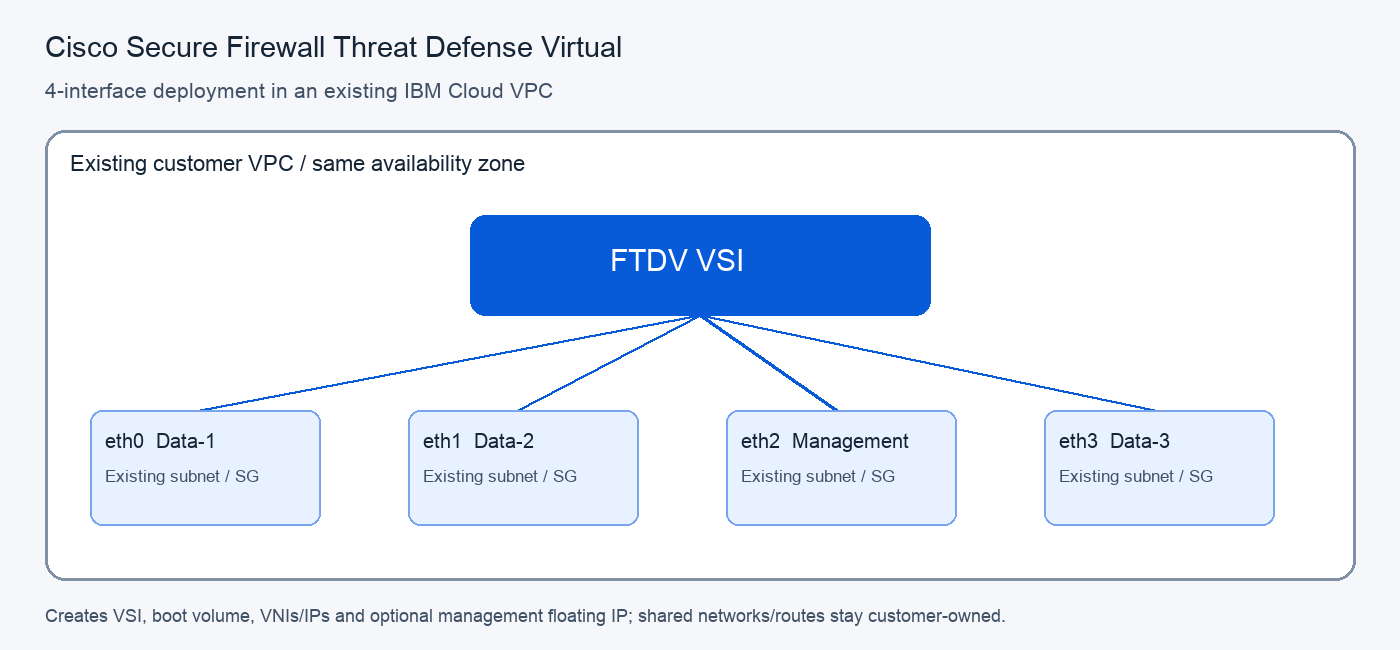 Cisco Secure Firewall Threat Defense Virtual
4-interface deployment in an existing IBM Cloud VPC
Existing customer VPC / same availability zone
FTDV VSI
eth0 Data-1
Existing subnet / SG
eth1 Data-2
Existing subnet / SG
eth2 Management
Existing subnet / SG
eth3 Data-3
Existing subnet / SG
Creates VSI, boot volume, VNIs/IPs and optional management floating IP; shared networks/routes stay customer-owned.